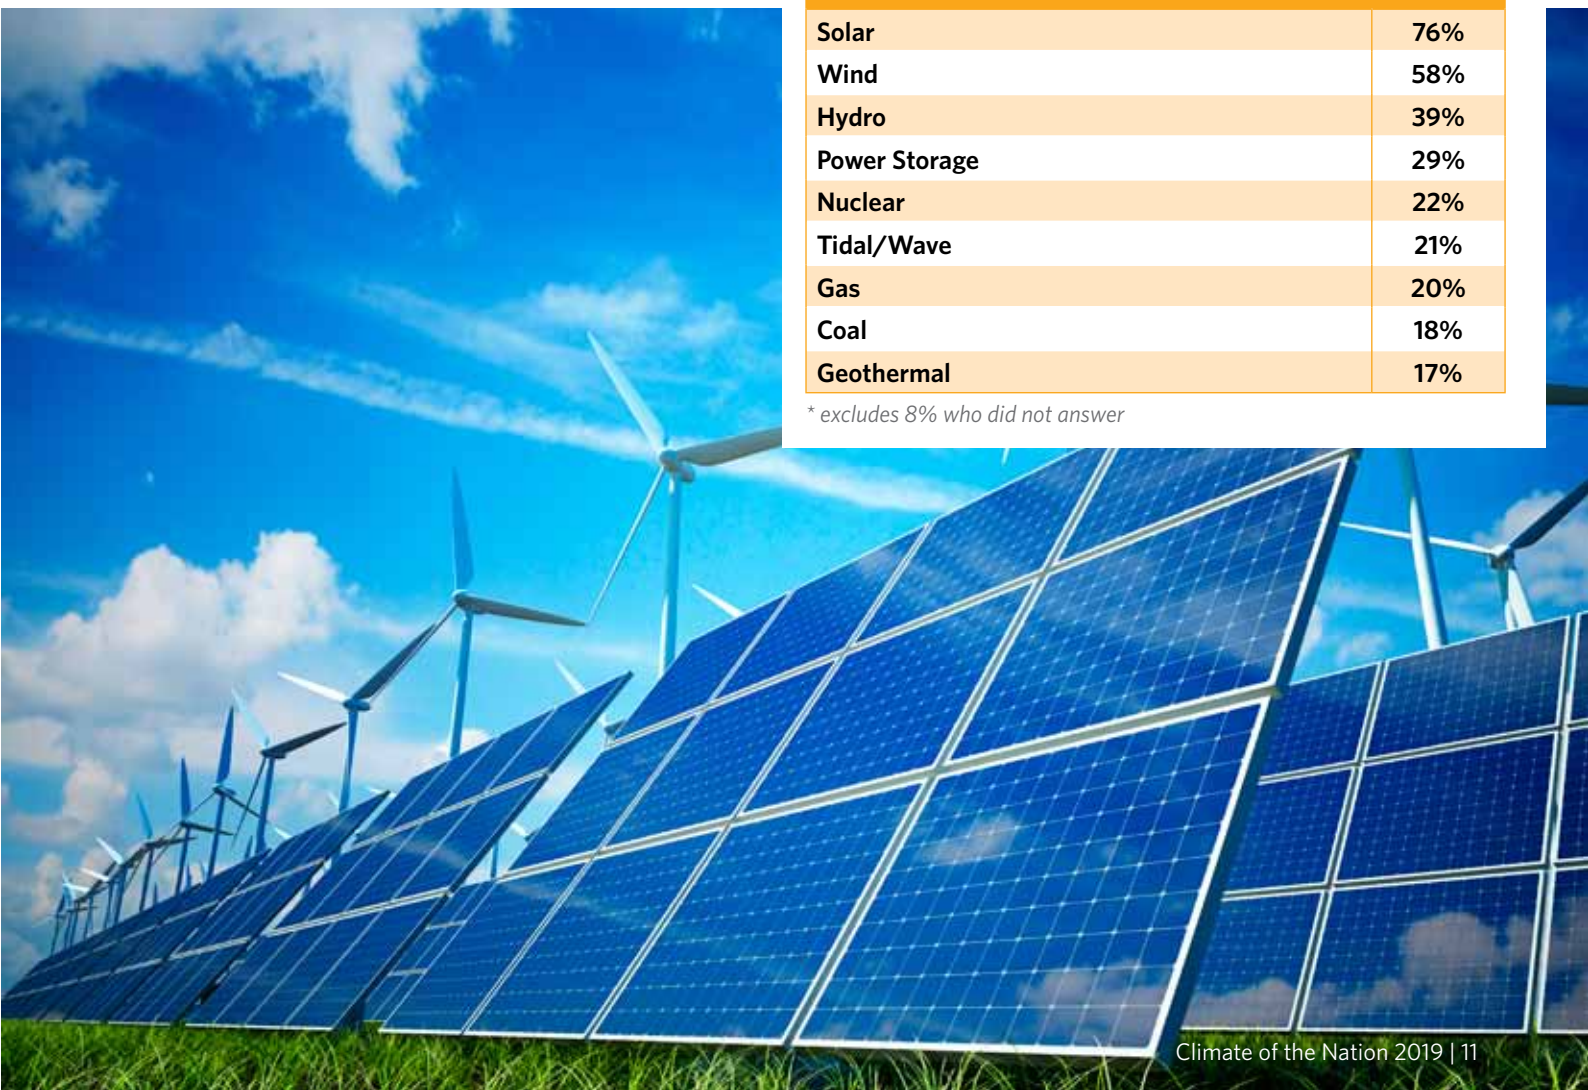 Solar 76%
Wind 58%
Hydro 39%
Power Storage 29%
Nuclear 22%
Tidal/Wave 21%
Gas 20%
Coal 18%
Geothermal 17%
* excludes 8% who did not answer
Climate of the Nation 2019 | 11